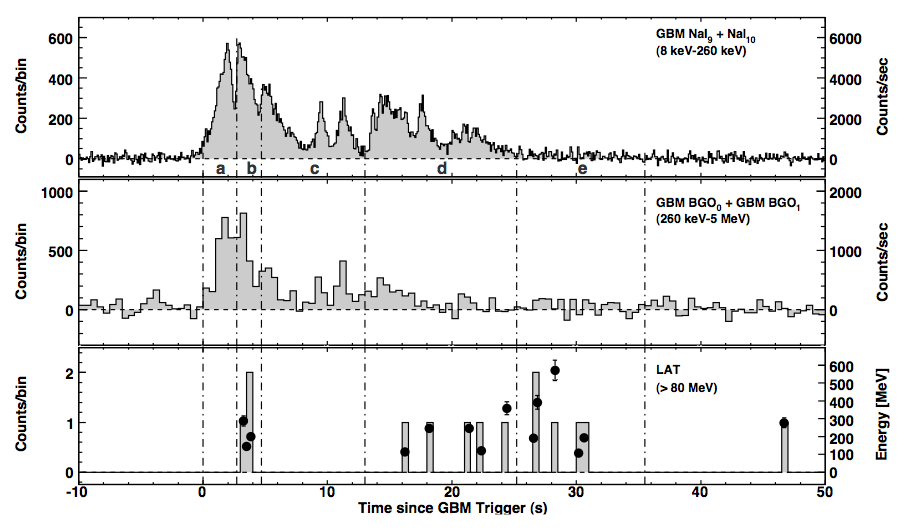 Counts/bin
600
400
200
0
GBM NaI9 + NaI10
(8 keV-260 keV)
6000
4000
2000
0
Counts/sec
a b c d e
Counts/bin
1000
500
0
GBM BGO0 + GBM BGO1
(260 keV-5 MeV)
2000
1000
0
Counts/sec
Counts/bin
2
1
0
LAT
(> 80 MeV)
600
500
400
300
200
100
0
Energy [MeV]
-10 0 10 20 30 40 50
Time since GBM Trigger (s)